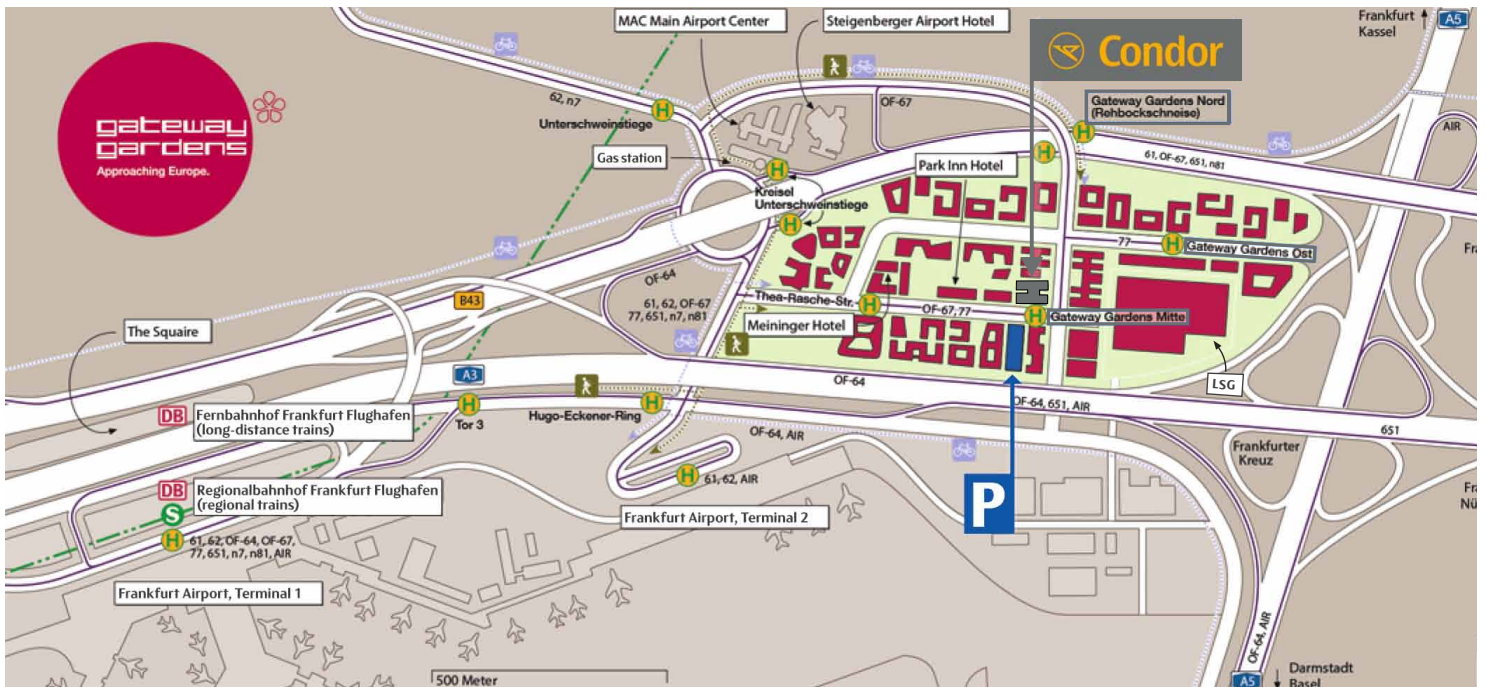 MAC Main Airport Center
Steigenberger Airport Hotel
Condor
Frankfurt
Kassel
A5
gateway
gardens
Approaching Europe.
62, n7
Unterschweinstiege
OF-67
Gateway Gardens Nord
(Rehbockschneise)
AIR
Gas station
Park Inn Hotel
61, OF-67, 651, n81
Kreisel
Unterschweinstiege
77
Gateway Gardens Ost
OF-64
B43
61, 62, OF-67
77, 651, n7, n81
Thea-Rasche-Str.
OF-67, 77
Gateway Gardens Mitte
Meininger Hotel
The Squaire
LSG
A3
OF-64
OF-64, 651, AIR
651
DB
Fernbahnhof Frankfurt Flughafen
(long-distance trains)
Tor 3
Hugo-Eckener-Ring
OF-64, AIR
Frankfurter
Kreuz
61, 62, AIR
DB
Regionalbahnhof Frankfurt Flughafen
(regional trains)
S
P
Frankfurt Airport, Terminal 2
H
61, 62, OF-64, OF-67,
77, 651, n7, n81, AIR
Frankfurt Airport, Terminal 1
OF-64, AIR
500 Meter
A5
Darmstadt
Basel